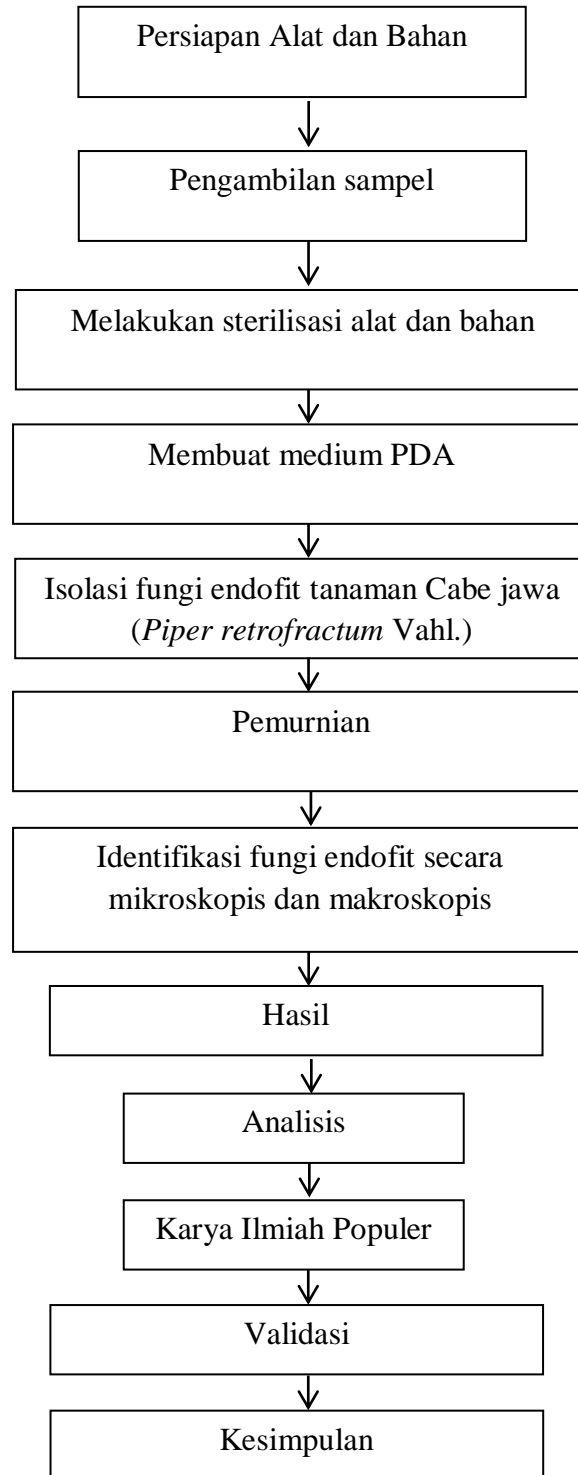 Persiapan Alat dan Bahan
Pengambilan sampel
Melakukan sterilisasi alat dan bahan
Membuat medium PDA
Isolasi fungi endofit tanaman Cabe jawa
(Piper retrofractum Vahl.)
Pemurnian
Identifikasi fungi endofit secara
mikroskopis dan makroskopis
Hasil
Analisis
Karya Ilmiah Populer
Validasi
Kesimpulan